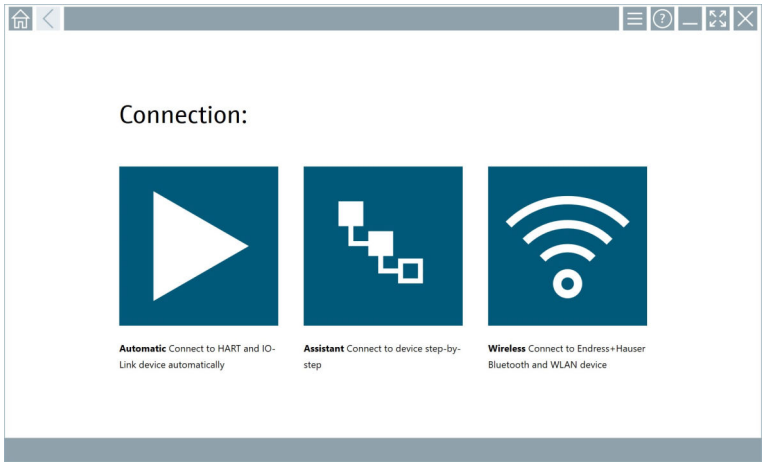 Connection:
Automatic Connect to HART and IO-
Link device automatically
Assistant Connect to device step-by-
step
Wireless Connect to Endress+Hauser
Bluetooth and WLAN device